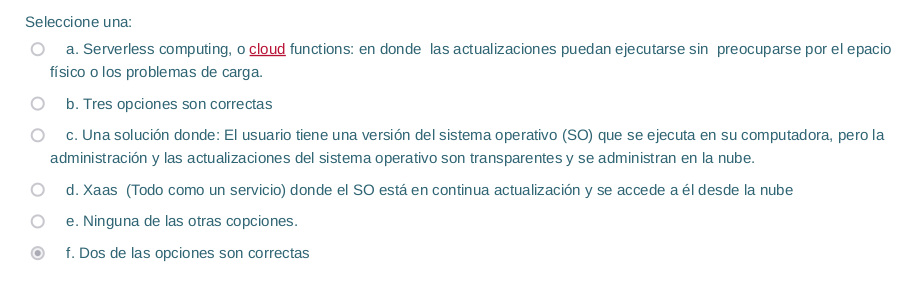 Seleccione una:
a. Serverless computing, o cloud functions: en donde  las actualizaciones puedan ejecutarse sin  preocuparse por el epacio
físico o los problemas de carga.
b. Tres opciones son correctas
c. Una solución donde: El usuario tiene una versión del sistema operativo (SO) que se ejecuta en su computadora, pero la
administración y las actualizaciones del sistema operativo son transparentes y se administran en la nube.
d. Xaas  (Todo como un servicio) donde el SO está en continua actualización y se accede a él desde la nube
e. Ninguna de las otras copciones.
f. Dos de las opciones son correctas